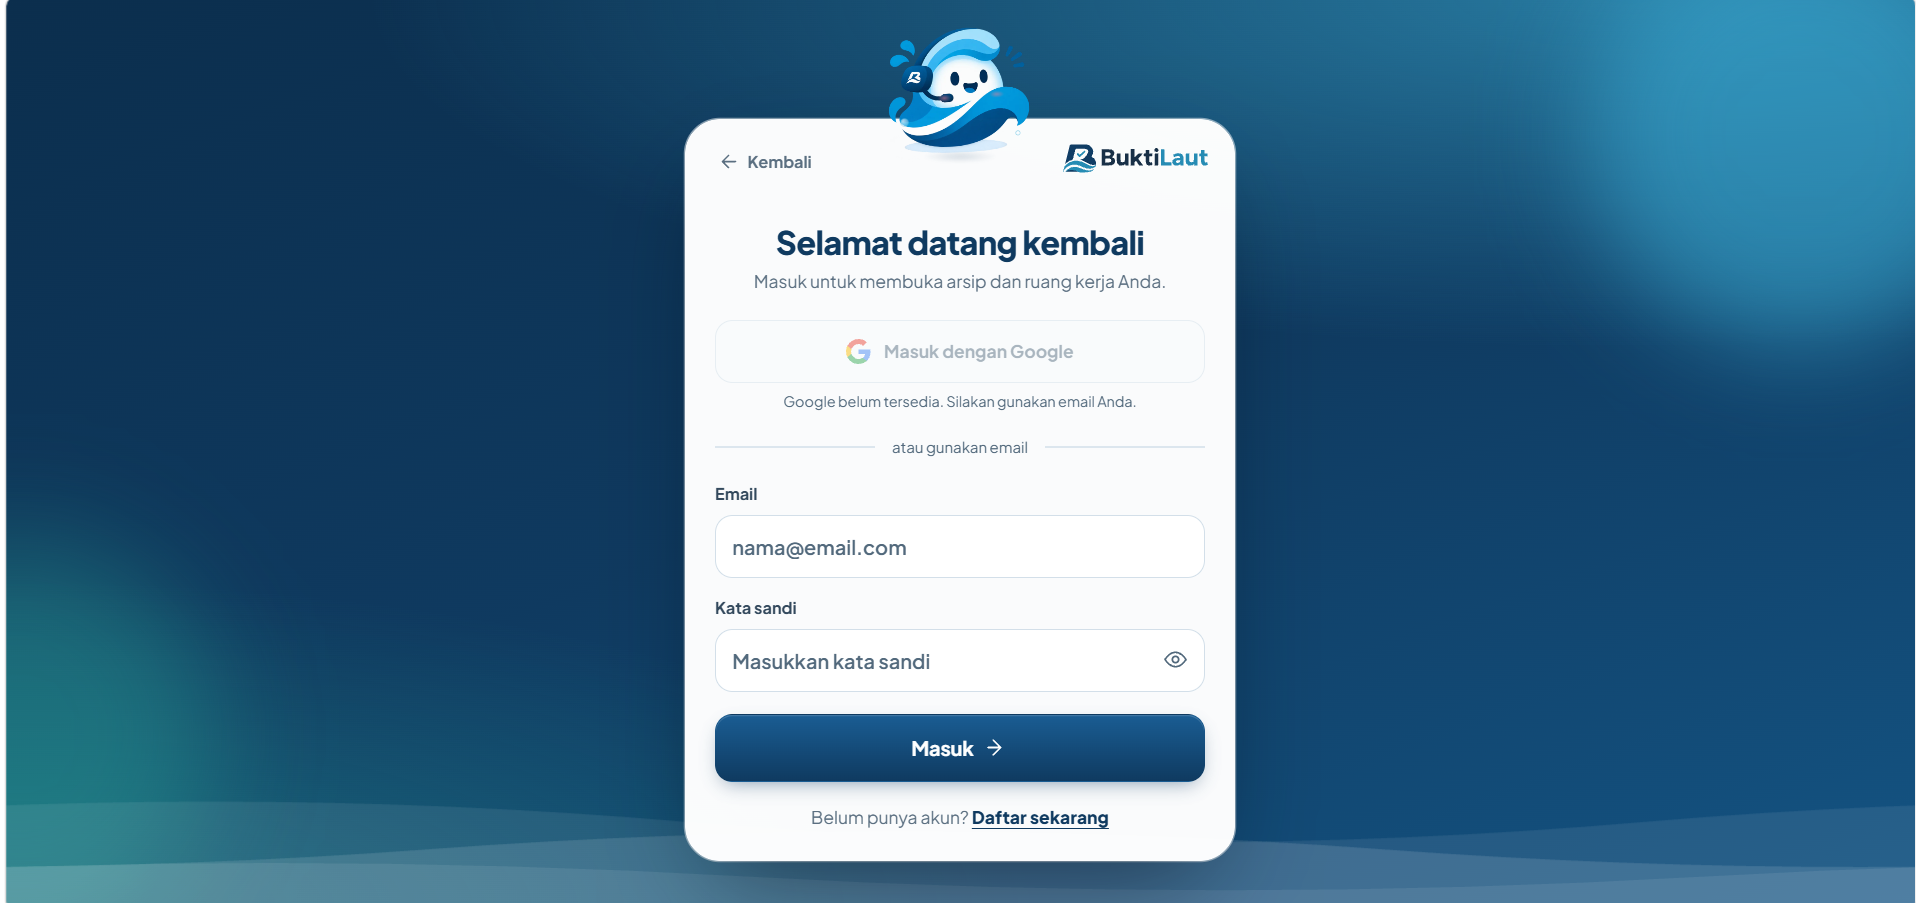 Kembali
BuktiLaut
Selamat datang kembali
Masuk untuk membuka arsip dan ruang kerja Anda.
Masuk dengan Google
Google belum tersedia. Silakan gunakan email Anda.
atau gunakan email
Email
nama@email.com
Kata sandi
Masukkan kata sandi
Masuk
Belum punya akun? Daftar sekarang